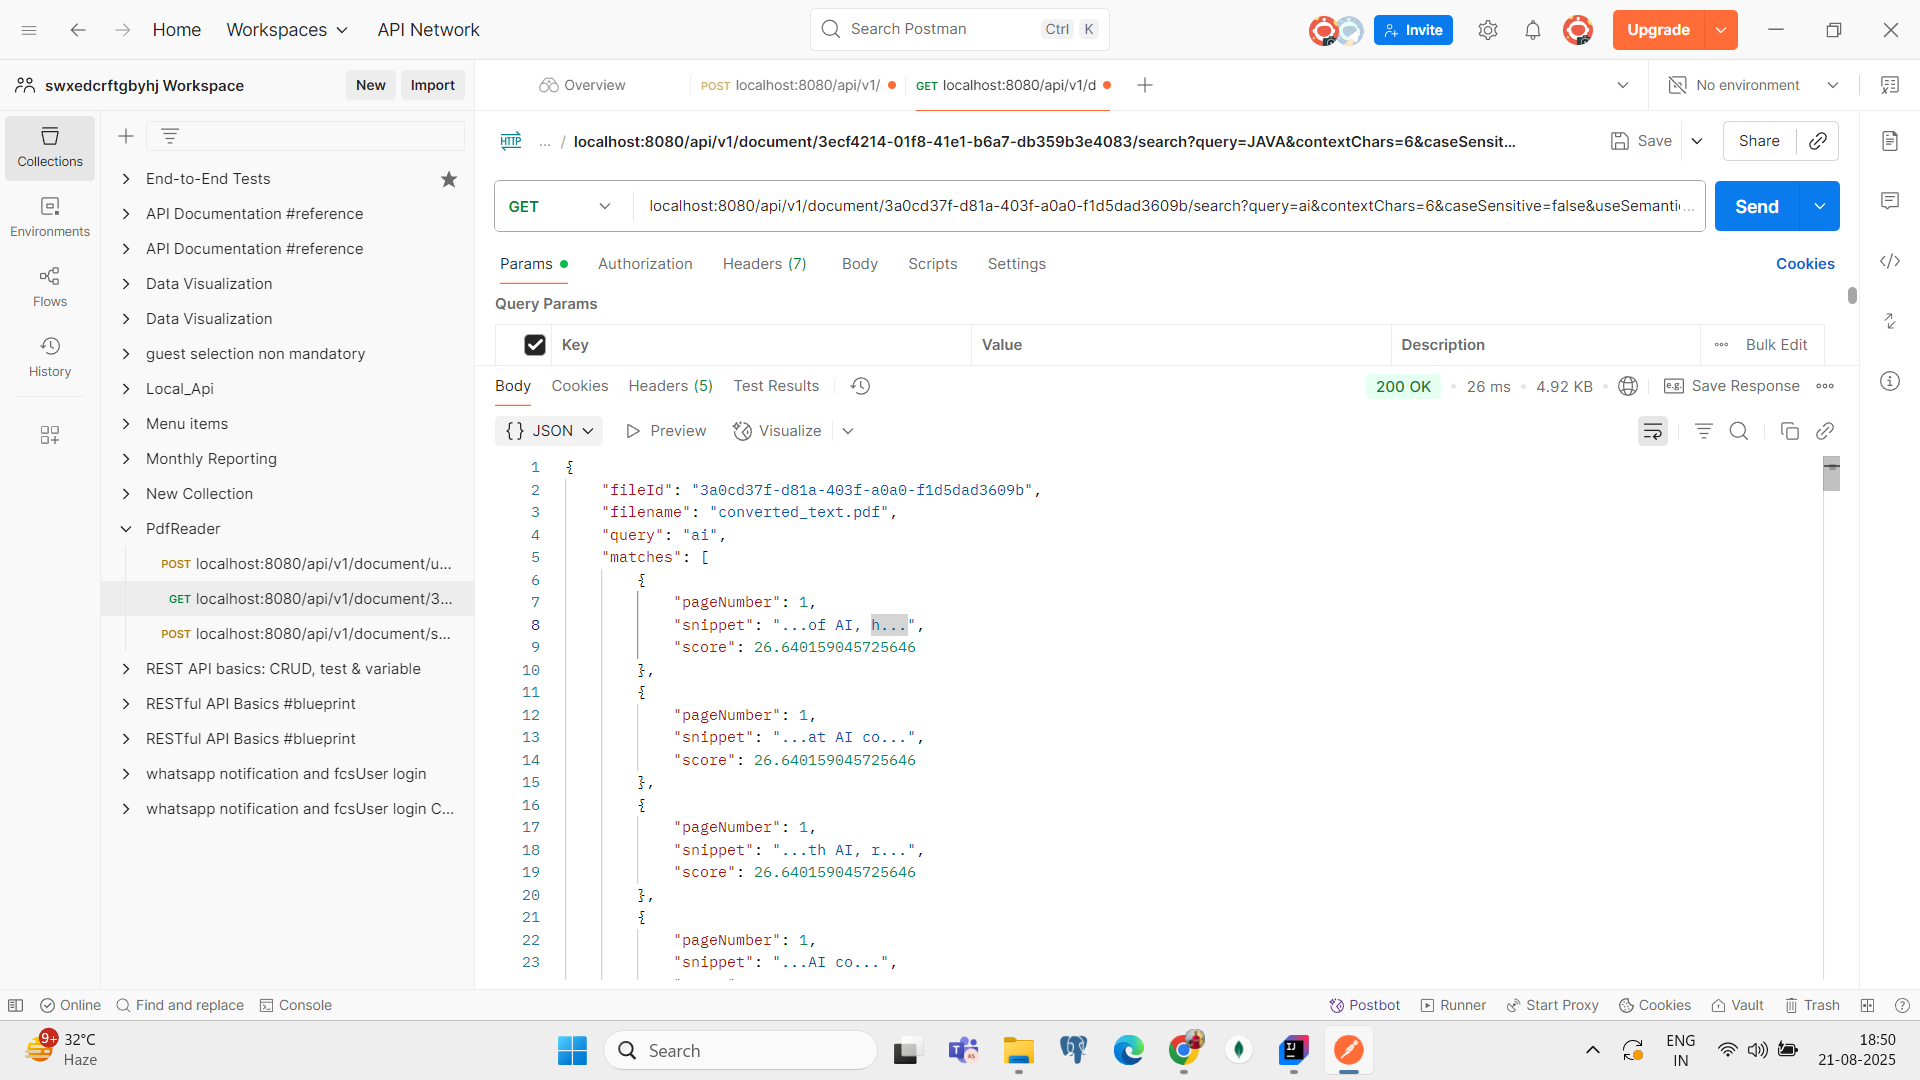 Home
Workspaces
API Network
Search Postman
Ctrl K
Invite
Upgrade
swxedcrftgbyhj Workspace
New
Import
Overview
POST localhost:8080/api/v1/
GET localhost:8080/api/v1/d
No environment
Collections
Environments
Flows
History
End-to-End Tests
API Documentation #reference
API Documentation #reference
Data Visualization
Data Visualization
guest selection non mandatory
Local_Api
Menu items
Monthly Reporting
New Collection
PdfReader
POST localhost:8080/api/v1/document/u...
GET localhost:8080/api/v1/document/3...
POST localhost:8080/api/v1/document/s...
REST API basics: CRUD, test & variable
RESTful API Basics #blueprint
RESTful API Basics #blueprint
whatsapp notification and fcsUser login
whatsapp notification and fcsUser login C...
HTTP ... / localhost:8080/api/v1/document/3ecf4214-01f8-41e1-b6a7-db359b3e4083/search?query=JAVA&contextChars=6&caseSensit...
Save
Share
GET
localhost:8080/api/v1/document/3a0cd37f-d81a-403f-a0a0-f1d5dad3609b/search?query=ai&contextChars=6&caseSensitive=false&useSemanti...
Send
Params
Authorization
Headers (7)
Body
Scripts
Settings
Cookies
Query Params
Key
Value
Description
Bulk Edit
Body
Cookies
Headers (5)
Test Results
200 OK
26 ms
4.92 KB
e.g. Save Response
{} JSON
Preview
Visualize
1 {
2 "fileId": "3a0cd37f-d81a-403f-a0a0-f1d5dad3609b",
3 "filename": "converted_text.pdf",
4 "query": "ai",
5 "matches": [
6 {
7 "pageNumber": 1,
8 "snippet": "...of AI, h...",
9 "score": 26.640159045725646
10 },
11 {
12 "pageNumber": 1,
13 "snippet": "...at AI co...",
14 "score": 26.640159045725646
15 },
16 {
17 "pageNumber": 1,
18 "snippet": "...th AI, r...",
19 "score": 26.640159045725646
20 },
21 {
22 "pageNumber": 1,
23 "snippet": "...AI co...",
Online
Find and replace
Console
Postbot
Runner
Start Proxy
Cookies
Vault
Trash
9+
32°C
Haze
Search
ENG
IN
18:50
21-08-2025